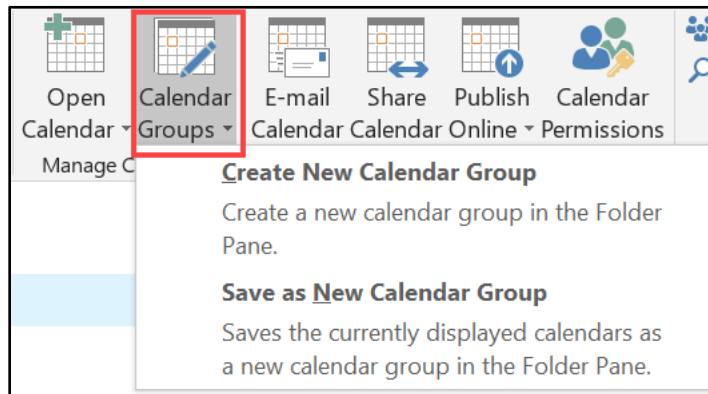 Open Calendar Groups E-mail Share Publish Calendar
Calendar Calendar Calendar Online Permissions
Manage C
Create New Calendar Group
Create a new calendar group in the Folder
Pane.
Save as New Calendar Group
Saves the currently displayed calendars as
a new calendar group in the Folder Pane.